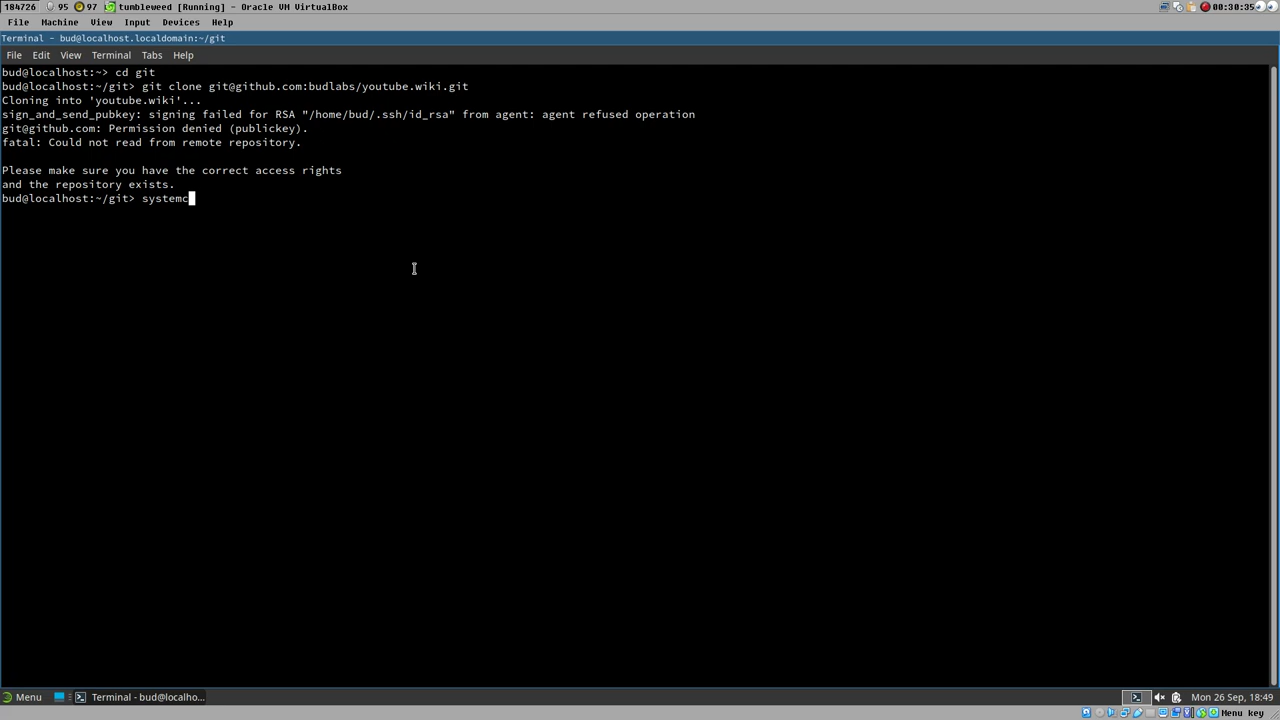 184726 95 97 tumbleweed [Running] - Oracle VM VirtualBox 00:30:35
File Machine View Input Devices Help
Terminal - bud@localhost.localdomain:~/git
File Edit View Terminal Tabs Help
bud@localhost:~> cd git
bud@localhost:~/git> git clone git@github.com:budlabs/youtube.wiki.git
Cloning into 'youtube.wiki'...
sign_and_send_pubkey: signing failed for RSA "/home/bud/.ssh/id_rsa" from agent: agent refused operation
git@github.com: Permission denied (publickey).
fatal: Could not read from remote repository.
Please make sure you have the correct access rights
and the repository exists.
bud@localhost:~/git> systemc
Menu Terminal - bud@localho... Mon 26 Sep, 18:49
Menu key